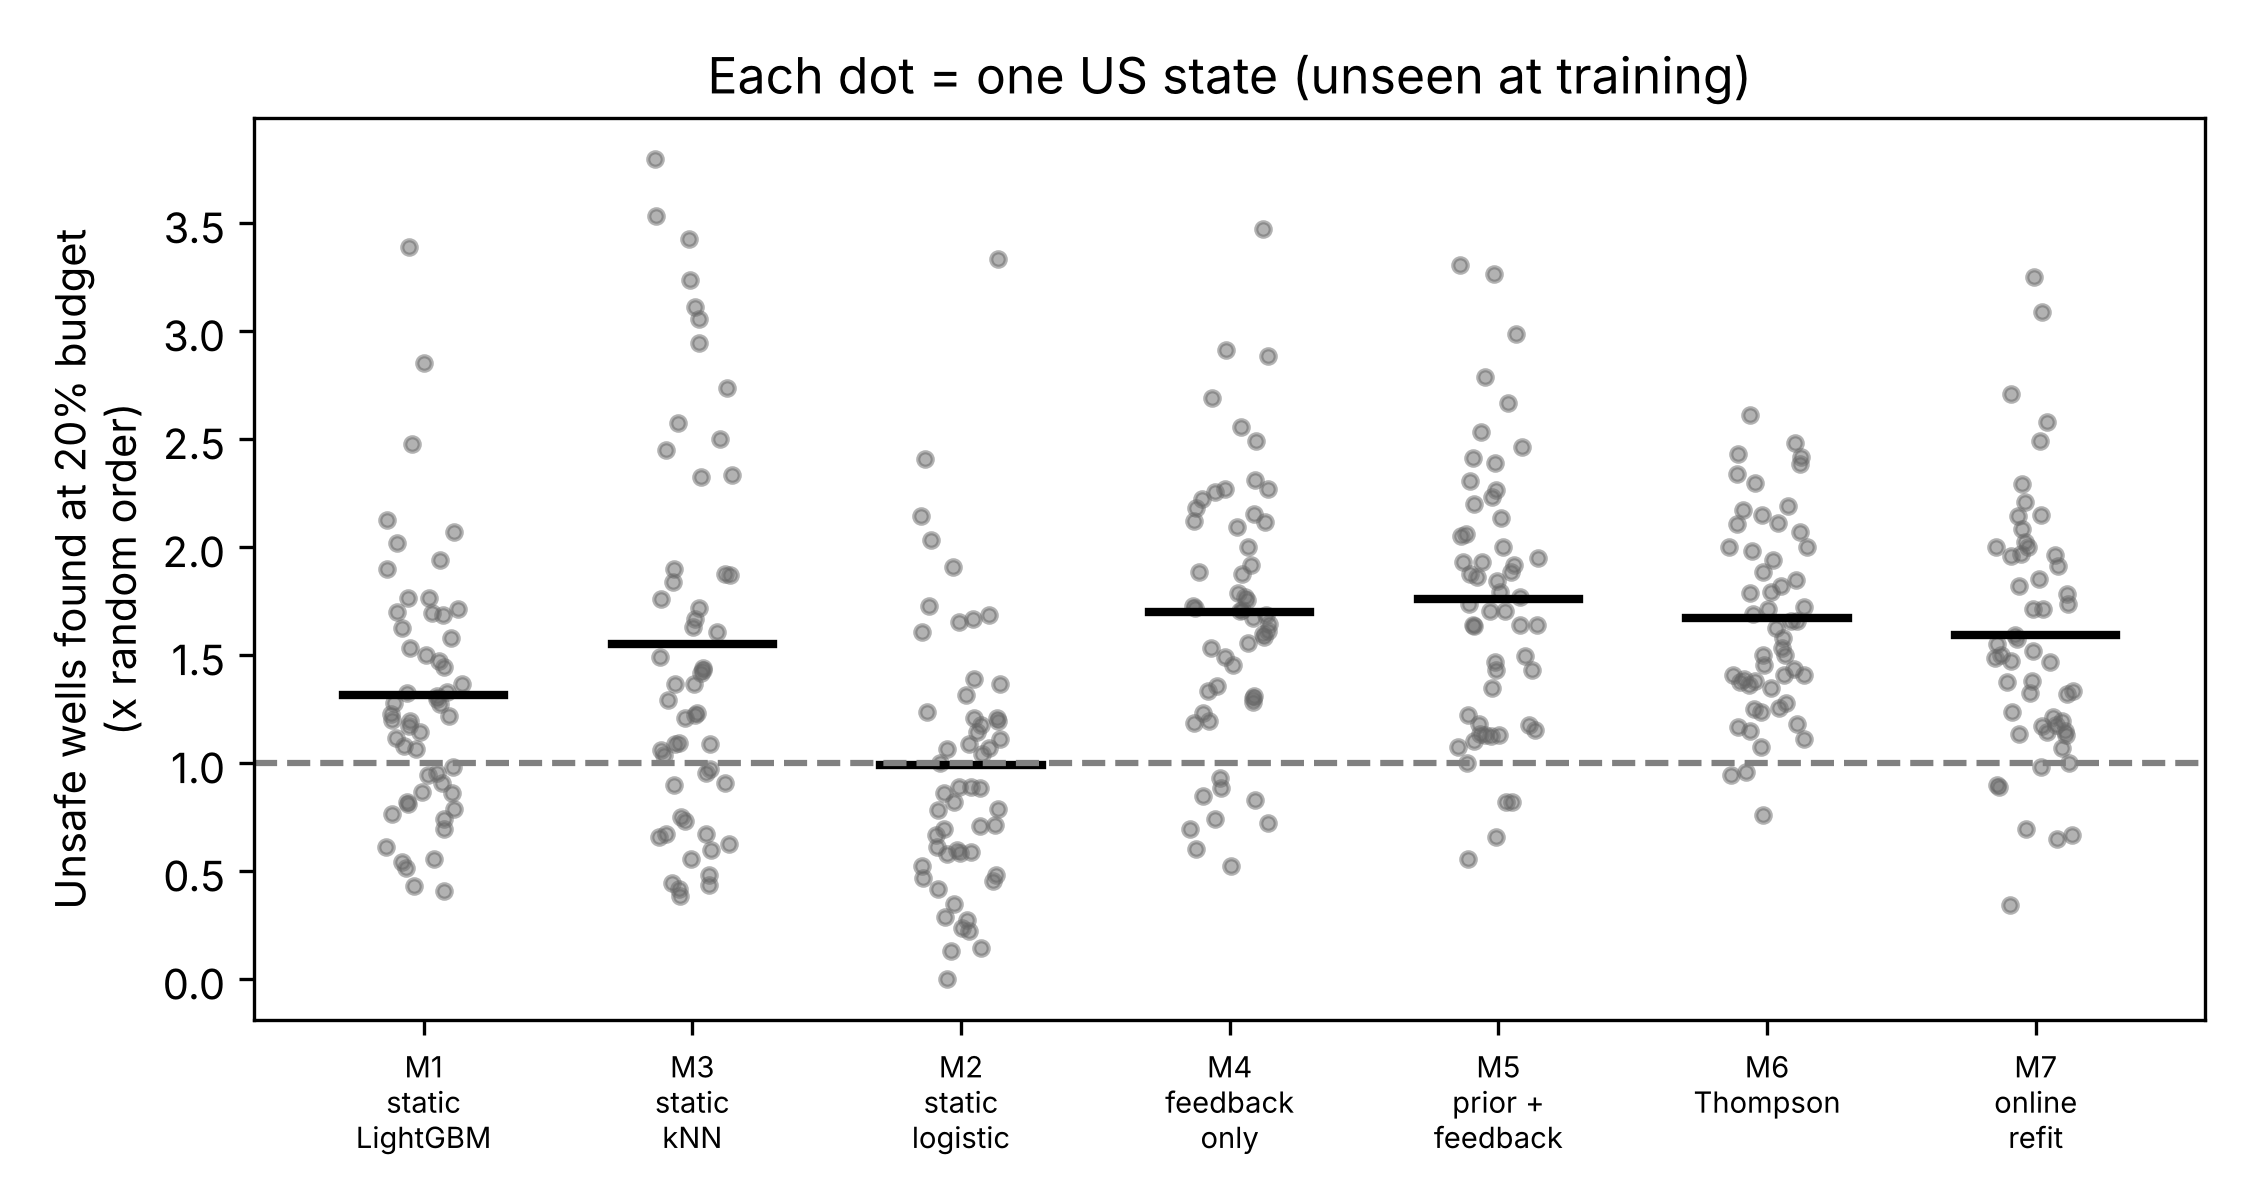 Each dot = one US state (unseen at training)
Unsafe wells found at 20% budget
(x random order)
3.5
3.0
2.5
2.0
1.5
1.0
0.5
0.0
M1
static
LightGBM
M3
static
kNN
M2
static
logistic
M4
feedback
only
M5
prior +
feedback
M6
Thompson
M7
online
refit